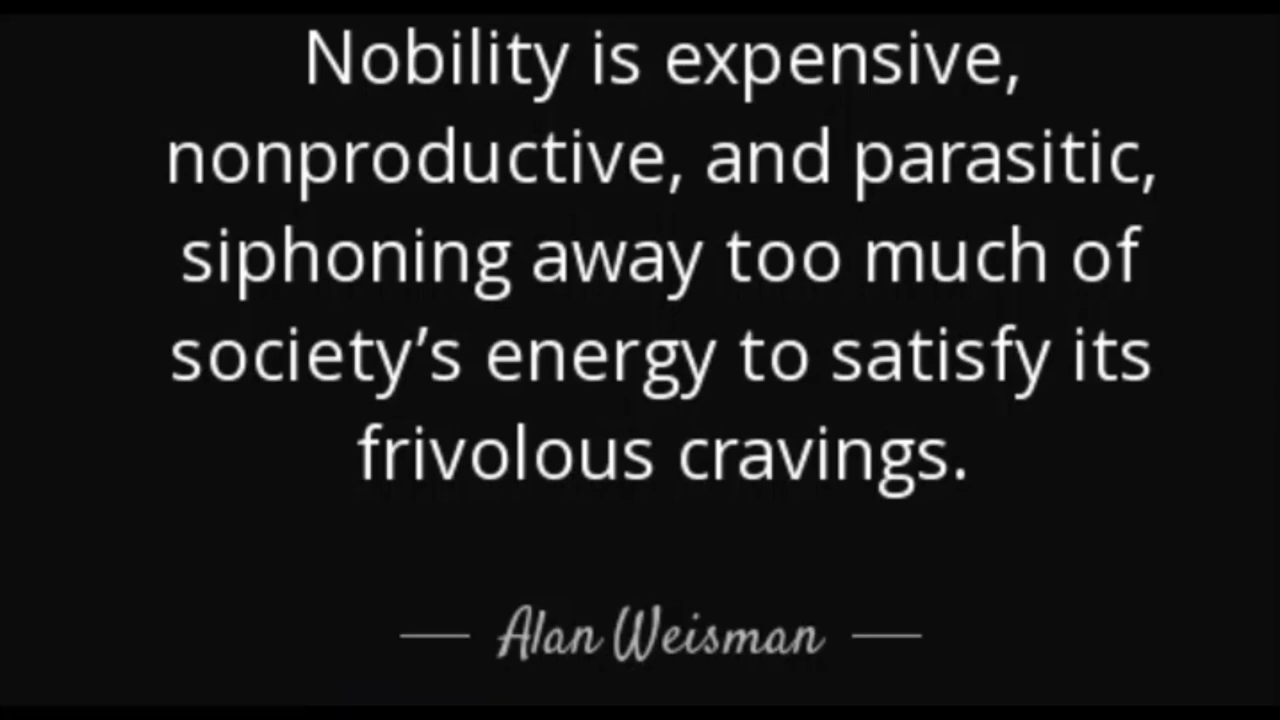 Nobility is expensive,
nonproductive, and parasitic,
siphoning away too much of
society’s energy to satisfy its
frivolous cravings.
— Alan Weisman —